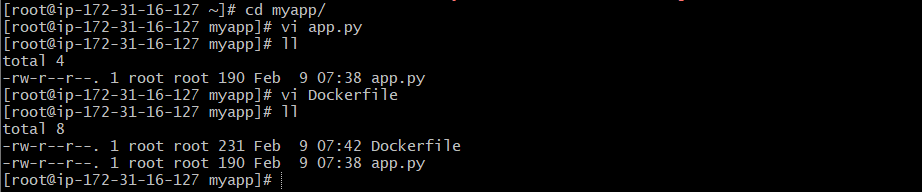 [root@ip-172-31-16-127 ~]# cd myapp/
[root@ip-172-31-16-127 myapp]# vi app.py
[root@ip-172-31-16-127 myapp]# ll
total 4
-rw-r--r--. 1 root root 190 Feb  9 07:38 app.py
[root@ip-172-31-16-127 myapp]# vi Dockerfile
[root@ip-172-31-16-127 myapp]# ll
total 8
-rw-r--r--. 1 root root 231 Feb  9 07:42 Dockerfile
-rw-r--r--. 1 root root 190 Feb  9 07:38 app.py
[root@ip-172-31-16-127 myapp]#